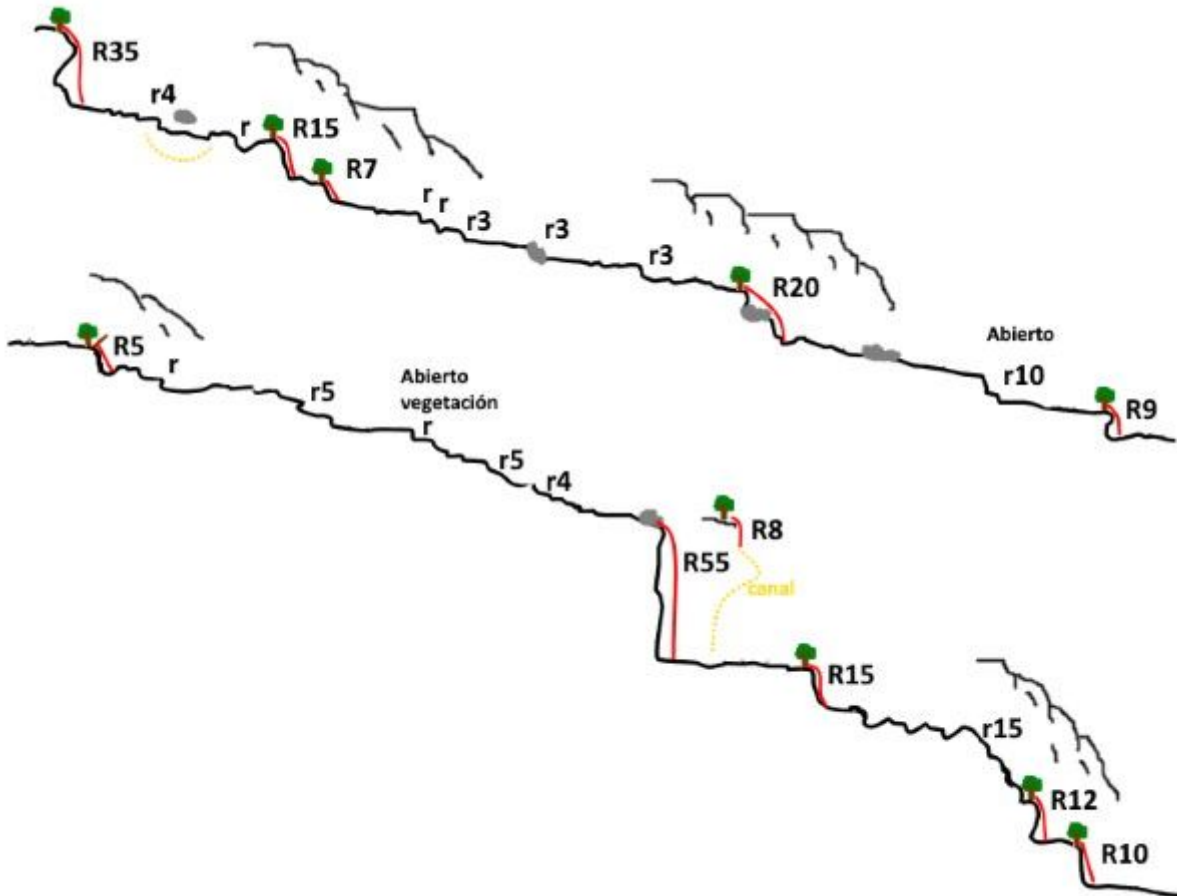 R35
r4
r
R15
R7
r
r
r3
r3
r3
R20
Abierto
r10
R9
R5
r
r5
Abierto
vegetación
r
r5
r4
R8
R55
canal
R15
r15
R12
R10